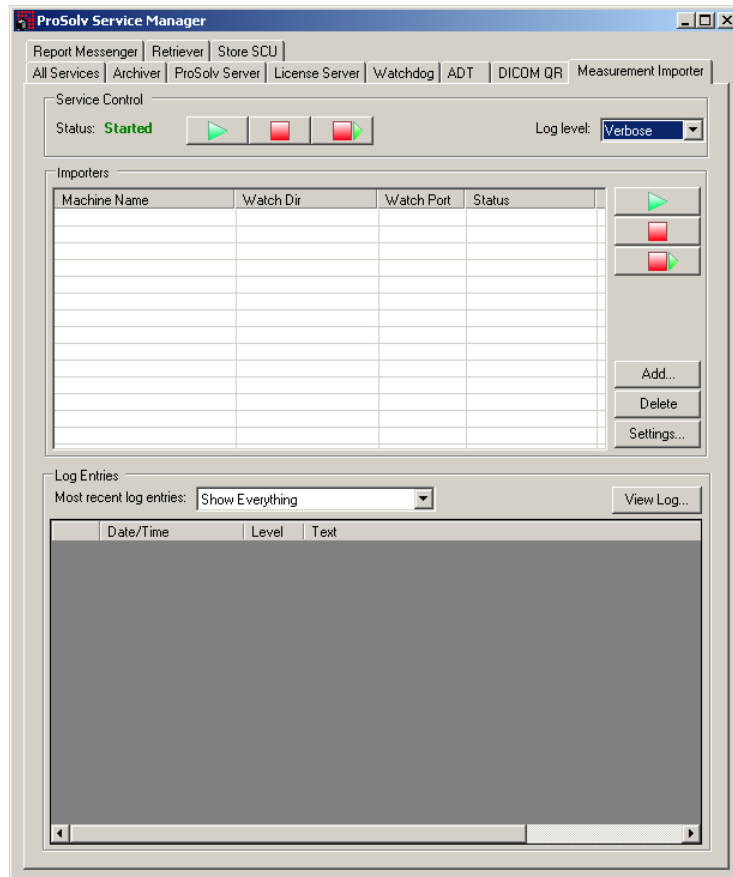 ProSolv Service Manager
Report Messenger Retriever Store SCU
All Services Archiver ProSolv Server License Server Watchdog ADT DICOM QR Measurement Importer
Service Control
Status: Started Log level: Verbose
Importers
Machine Name Watch Dir Watch Port Status
Add...
Delete
Settings...
Log Entries
Most recent log entries: Show Everything View Log...
Date/Time Level Text